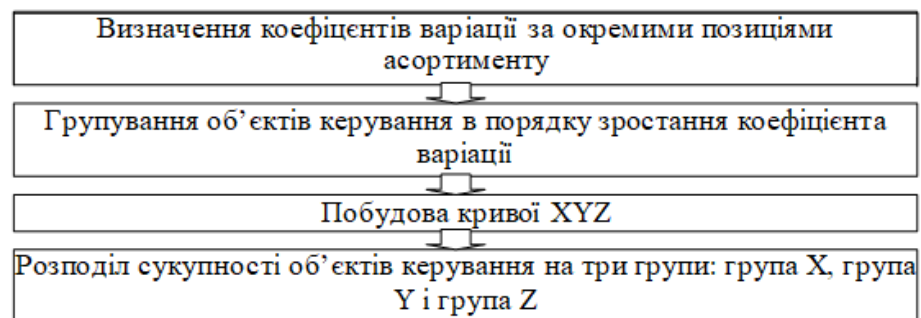 Визначення коефіцєнтів варіації за окремими позиціями
асортименту
Групування об’єктів керування в порядку зростання коефіцієнта
варіації
Побудова кривої XYZ
Розподіл сукупності об’єктів керування на три групи: група X, група
Y і група Z